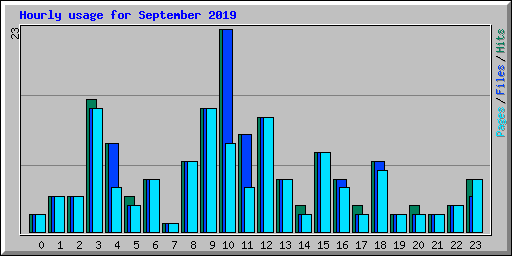 Hourly usage for September 2019
23
Pages/Files/Hits
0 1 2 3 4 5 6 7 8 9 10 11 12 13 14 15 16 17 18 19 20 21 22 23